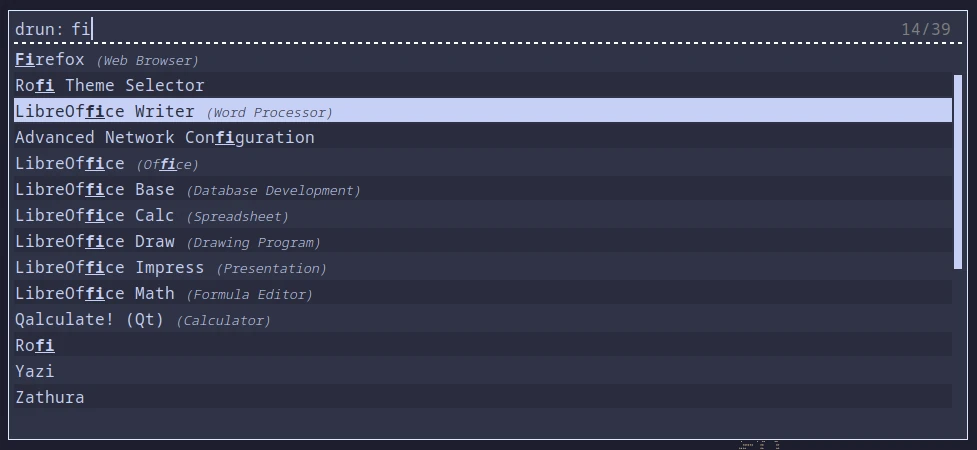 drun: fi 14/39
Firefox (Web Browser)
Rofi Theme Selector
LibreOffice Writer (Word Processor)
Advanced Network Configuration
LibreOffice (Office)
LibreOffice Base (Database Development)
LibreOffice Calc (Spreadsheet)
LibreOffice Draw (Drawing Program)
LibreOffice Impress (Presentation)
LibreOffice Math (Formula Editor)
Qalculate! (Qt) (Calculator)
Rofi
Yazi
Zathura